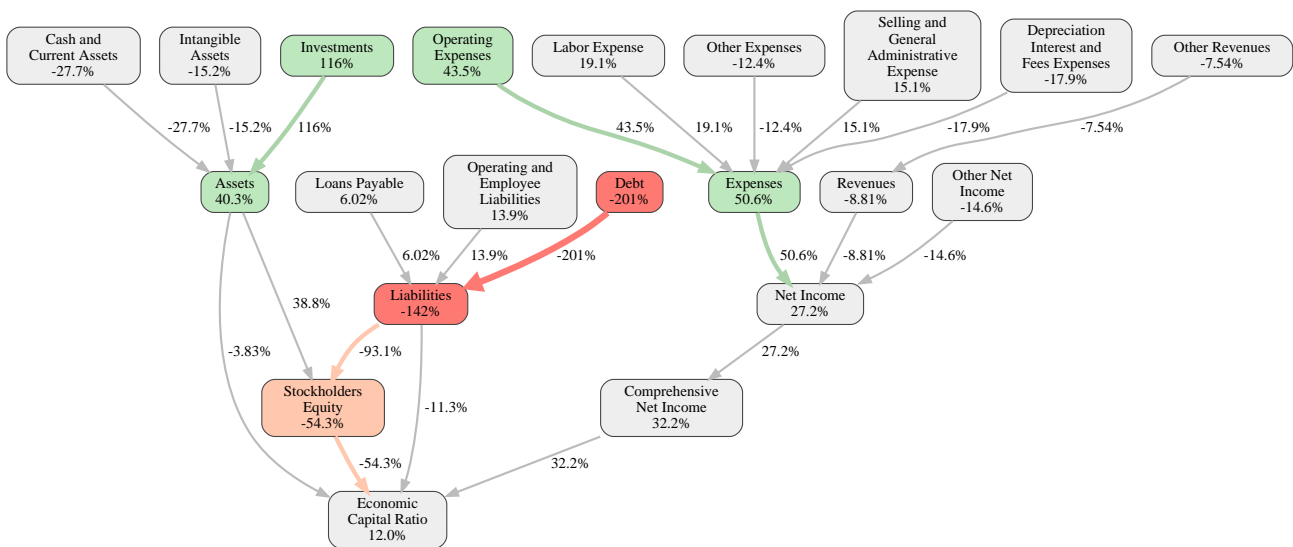 Cash and
Current Assets
-27.7%
Intangible
Assets
-15.2%
Investments
116%
Operating
Expenses
43.5%
Labor Expense
19.1%
Other Expenses
-12.4%
Selling and
General
Administrative
Expense
15.1%
Depreciation
Interest and
Fees Expenses
-17.9%
Other Revenues
-7.54%
-27.7%
-15.2%
116%
43.5%
19.1%
-12.4%
15.1%
-17.9%
-7.54%
Assets
40.3%
Loans Payable
6.02%
Operating and
Employee
Liabilities
13.9%
Debt
-201%
Expenses
50.6%
Revenues
-8.81%
Other Net
Income
-14.6%
6.02%
13.9%
-201%
50.6%
-8.81%
-14.6%
Liabilities
-142%
Net Income
27.2%
38.8%
-3.83%
-93.1%
27.2%
Stockholders
Equity
-54.3%
-11.3%
Comprehensive
Net Income
32.2%
-54.3%
32.2%
Economic
Capital Ratio
12.0%